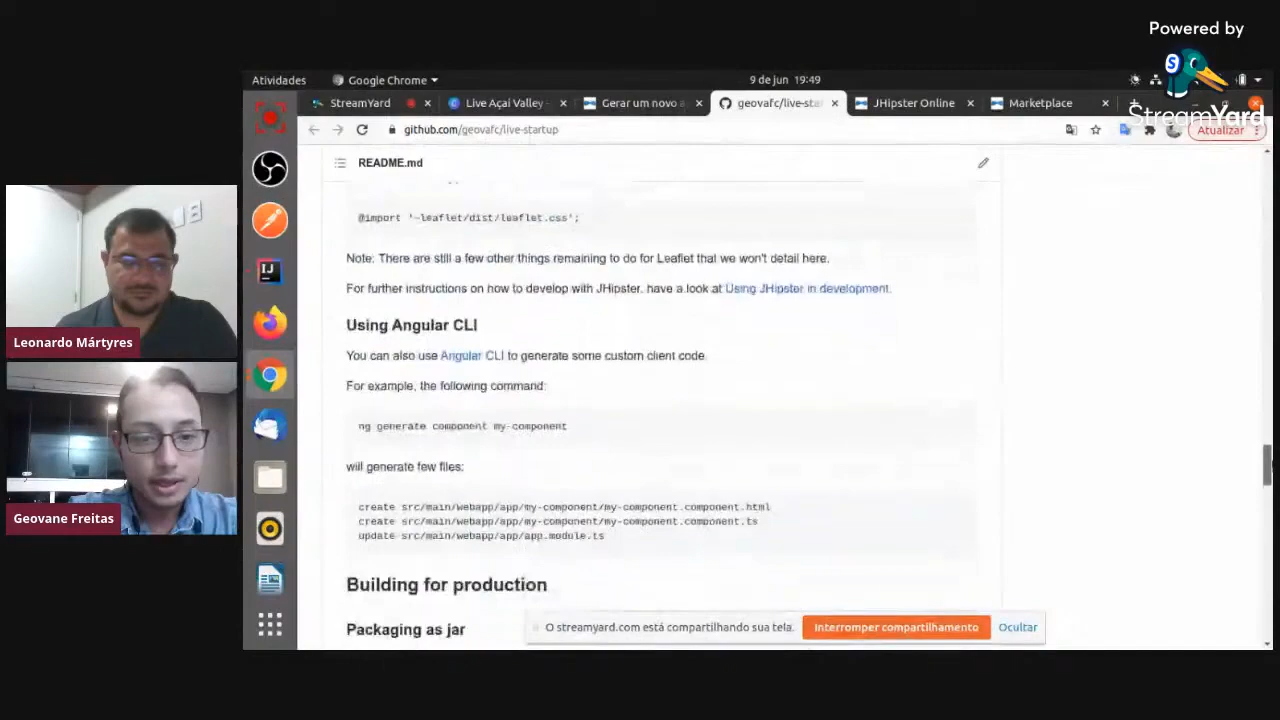 Powered by
StreamYard
Atividades
Google Chrome
9 de jun 19:49
StreamYard
Live Açaí Valley -
Gerar um novo a
geovafc/live-sta
JHipster Online
Marketplace
github.com/geovafc/live-startup
Atualizar
README.md
@import '~leaflet/dist/leaflet.css';
Note: There are still a few other things remaining to do for Leaflet that we won't detail here.
For further instructions on how to develop with JHipster, have a look at Using JHipster in development.
Using Angular CLI
You can also use Angular CLI to generate some custom client code.
For example, the following command:
ng generate component my-component
will generate few files:
create src/main/webapp/app/my-component/my-component.component.html
create src/main/webapp/app/my-component/my-component.component.ts
update src/main/webapp/app/app.module.ts
Building for production
Packaging as jar
O streamyard.com está compartilhando sua tela.
Interromper compartilhamento
Ocultar
Leonardo Mártyres
Geovane Freitas